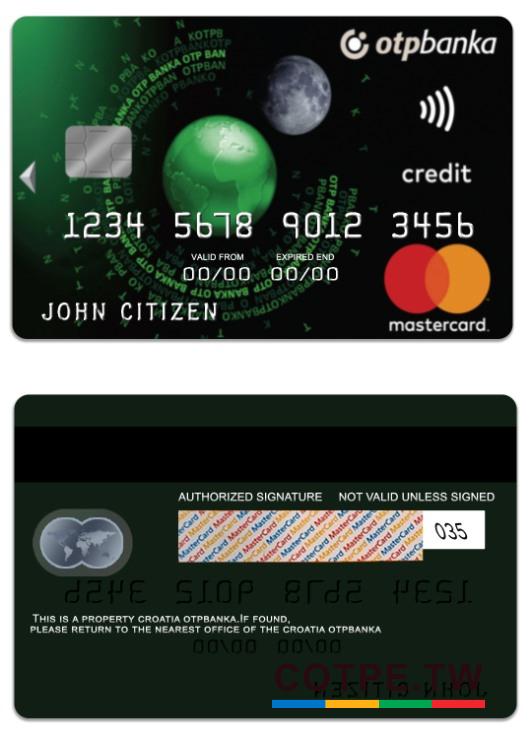 otpbanka
credit
1234 5678 9012 3456
VALID FROM EXPIRED END
00/00 00/00
JOHN CITIZEN
mastercard.
AUTHORIZED SIGNATURE NOT VALID UNLESS SIGNED
035
THIS IS A PROPERTY CROATIA OTPBANKA.IF FOUND,
PLEASE RETURN TO THE NEAREST OFFICE OF THE CROATIA OTPBANKA
COTPE.TW